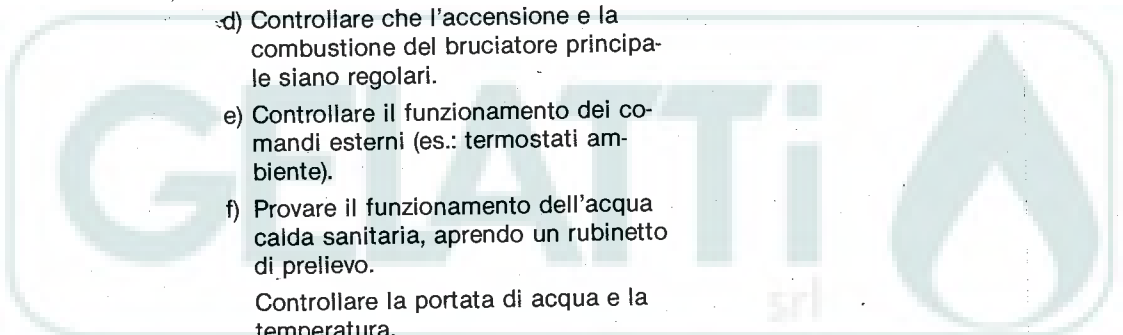 d) Controllare che l'accensione e la
combustione del bruciatore principa-
le siano regolari.
e) Controllare il funzionamento dei co-
mandi esterni (es.: termostati am-
biente).
f) Provare il funzionamento dell'acqua
calda sanitaria, aprendo un rubinetto
di prelievo.
Controllare la portata di acqua e la
temperatura.
GELATTi
srl